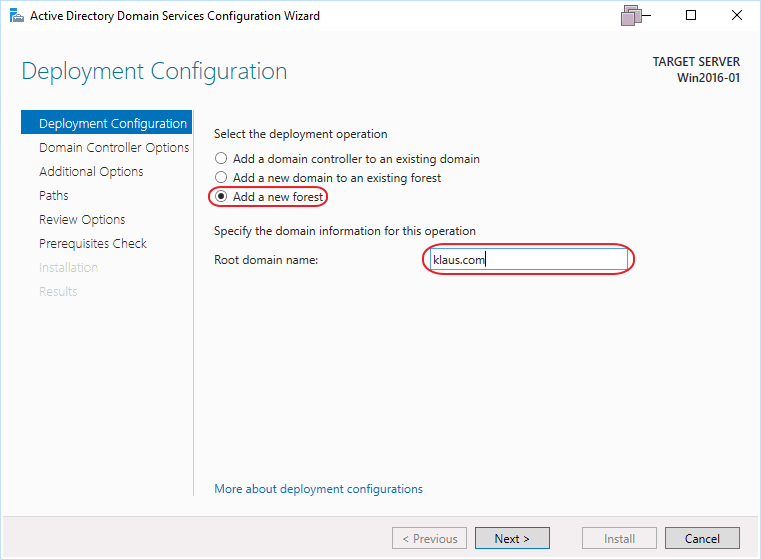 Active Directory Domain Services Configuration Wizard
Deployment Configuration
TARGET SERVER
Win2016-01
Deployment Configuration
Domain Controller Options
Additional Options
Paths
Review Options
Prerequisites Check
Installation
Results
Select the deployment operation
Add a domain controller to an existing domain
Add a new domain to an existing forest
Add a new forest
Specify the domain information for this operation
Root domain name: klaus.com
More about deployment configurations
< Previous Next > Install Cancel